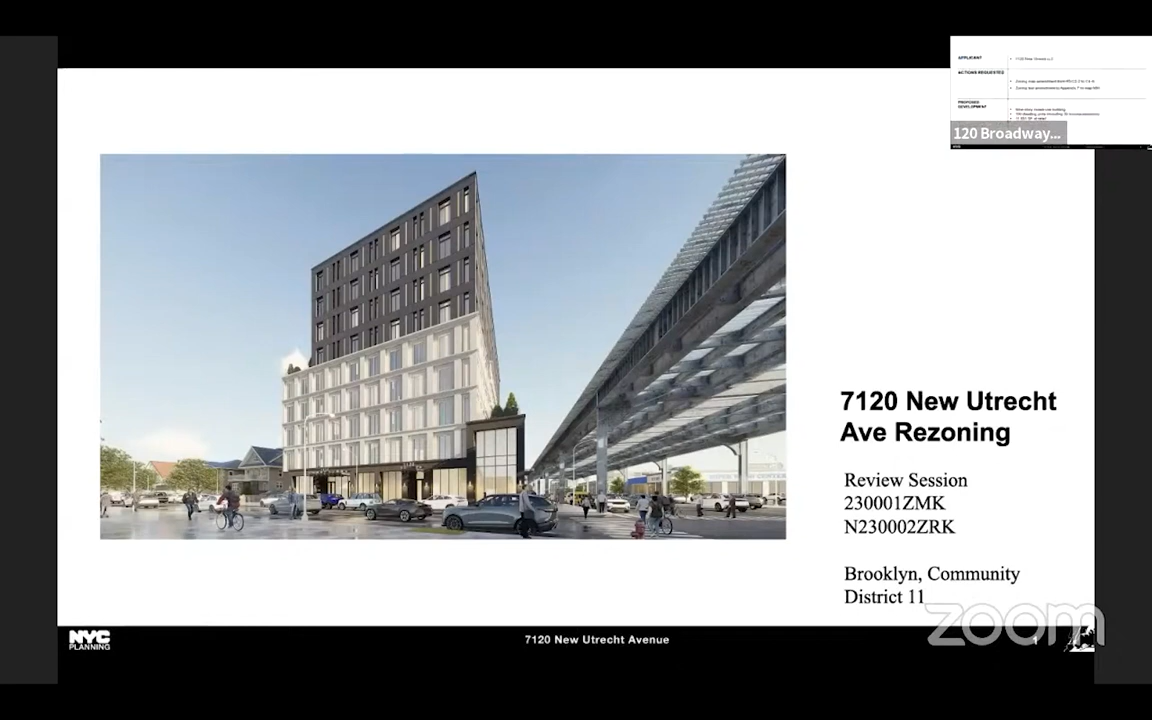 APPLICANT
ACTIONS REQUESTED
PROPOSED
DEVELOPMENT
120 Broadway...
7120 New Utrecht
Ave Rezoning
Review Session
230001ZMK
N230002ZRK
Brooklyn, Community
District 11
zoom
NYC
PLANNING
7120 New Utrecht Avenue
1